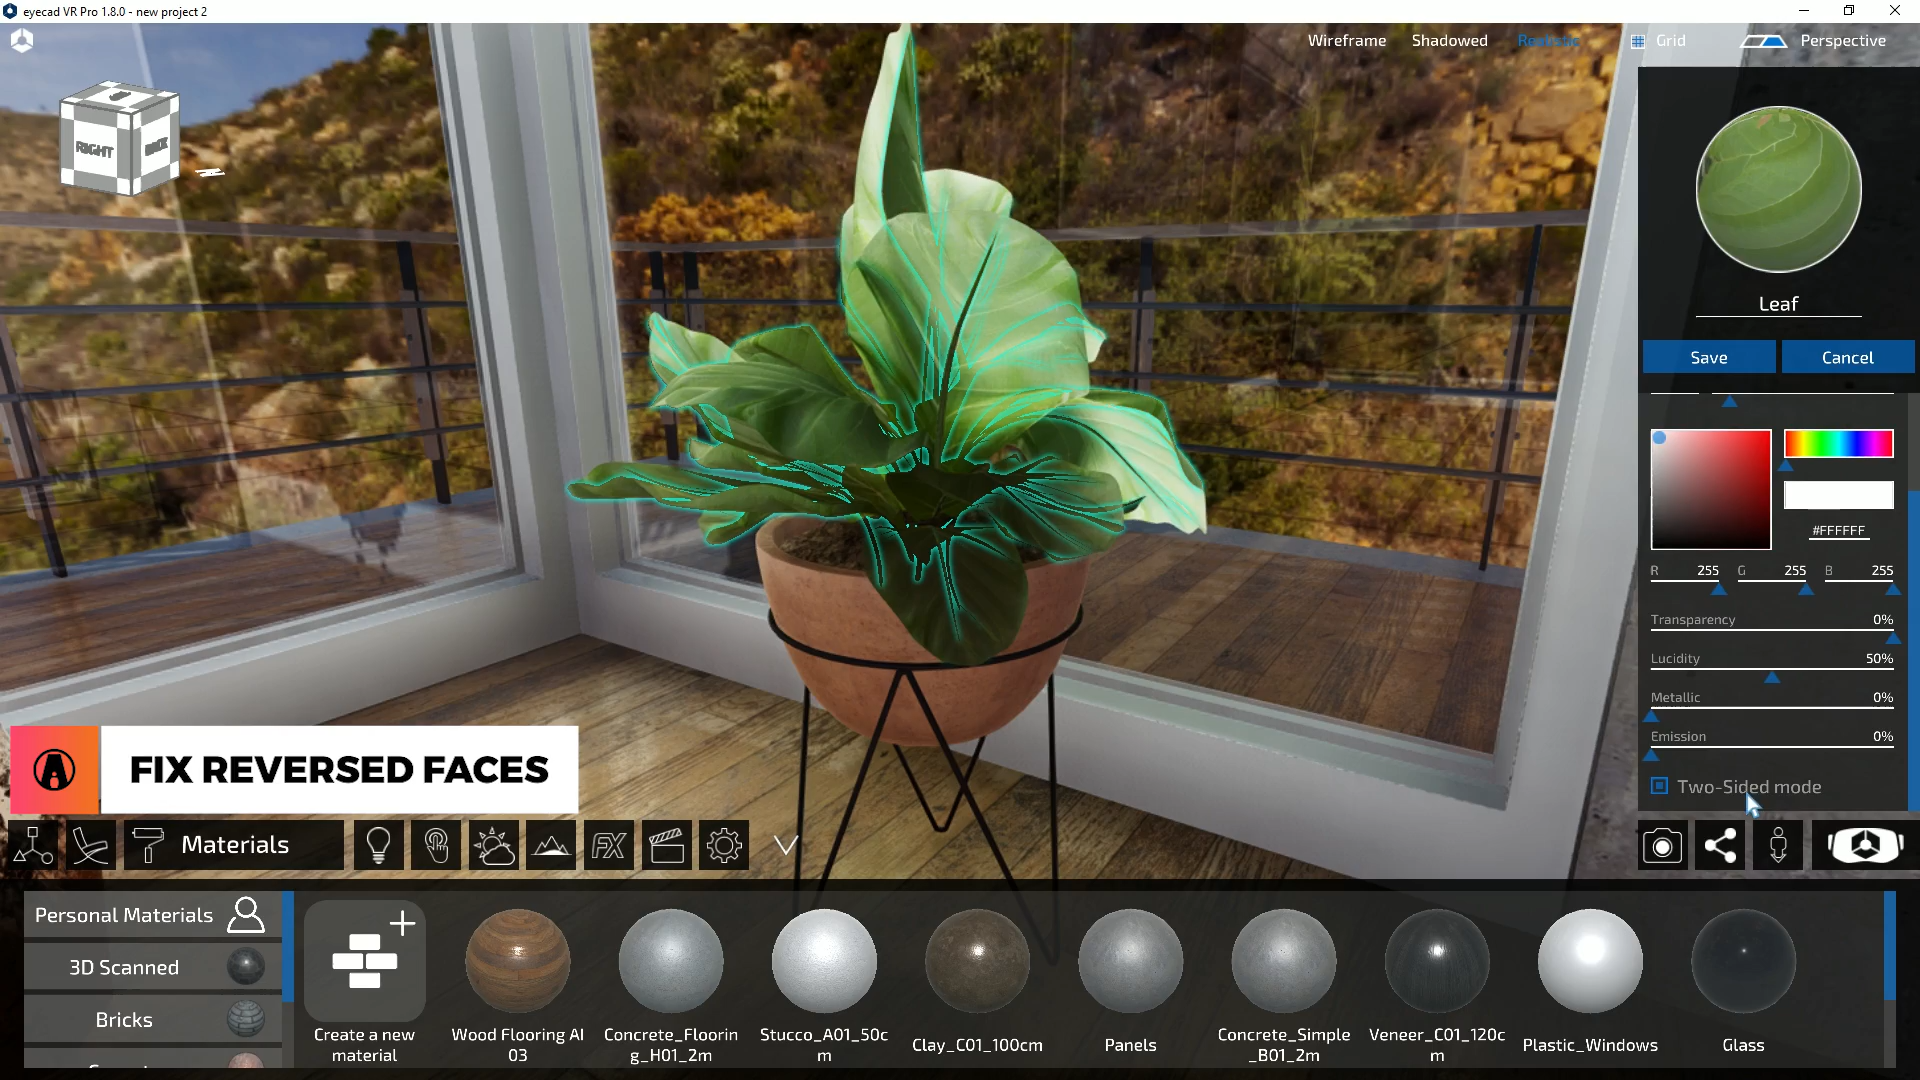 eyecad VR Pro 1.8.0 - new project 2
Wireframe
Shadowed
Realistic
Grid
Perspective
RIGHT
Leaf
Save
Cancel
#FFFFFF
R 255 G 255 B 255
Transparency 0%
Lucidity 50%
Metallic 0%
Emission 0%
Two-Sided mode
FIX REVERSED FACES
Materials
FX
Personal Materials
3D Scanned
Bricks
Create a new
material
Wood Flooring AI
03
Concrete_Floorin
g_H01_2m
Stucco_A01_50c
m
Clay_C01_100cm
Panels
Concrete_Simple
_B01_2m
Veneer_C01_120c
m
Plastic_Windows
Glass